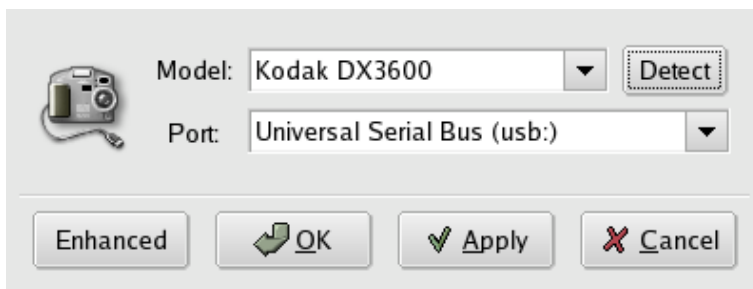 Model: Kodak DX3600 Detect
Port: Universal Serial Bus (usb:)
Enhanced OK Apply Cancel